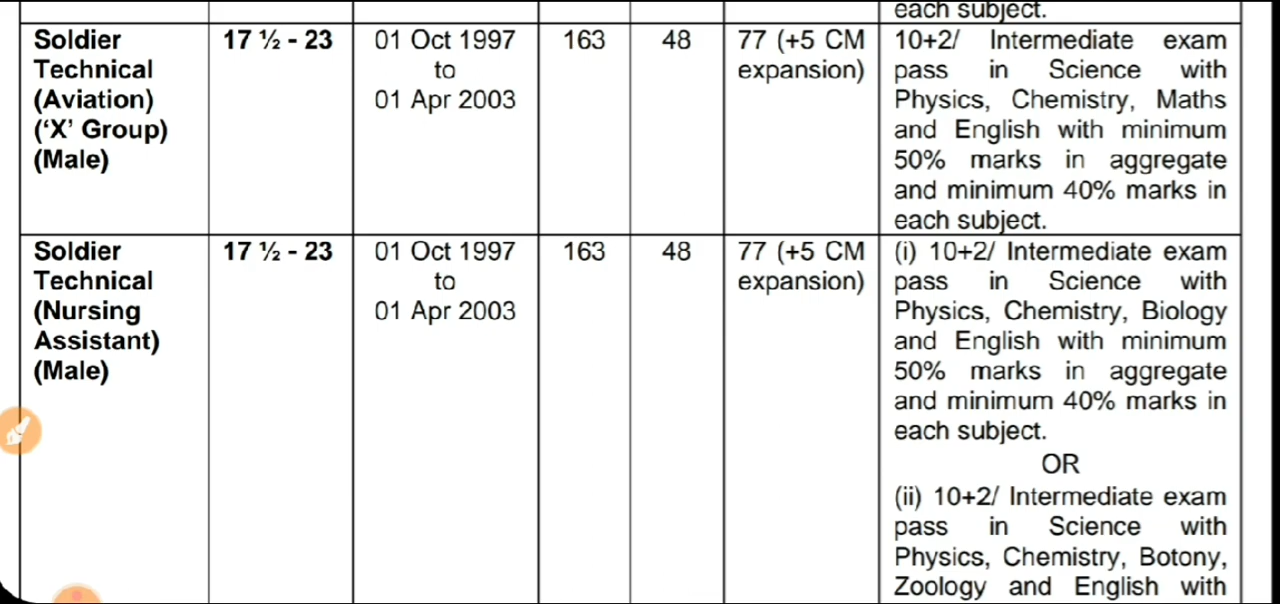 each subject.
Soldier
Technical
(Aviation)
(‘X’ Group)
(Male)
17 ½ - 23
01 Oct 1997
to
01 Apr 2003
163
48
77 (+5 CM
expansion)
10+2/ Intermediate exam
pass in Science with
Physics, Chemistry, Maths
and English with minimum
50% marks in aggregate
and minimum 40% marks in
each subject.
Soldier
Technical
(Nursing
Assistant)
(Male)
17 ½ - 23
01 Oct 1997
to
01 Apr 2003
163
48
77 (+5 CM
expansion)
(i) 10+2/ Intermediate exam
pass in Science with
Physics, Chemistry, Biology
and English with minimum
50% marks in aggregate
and minimum 40% marks in
each subject.
OR
(ii) 10+2/ Intermediate exam
pass in Science with
Physics, Chemistry, Botony,
Zoology and English with